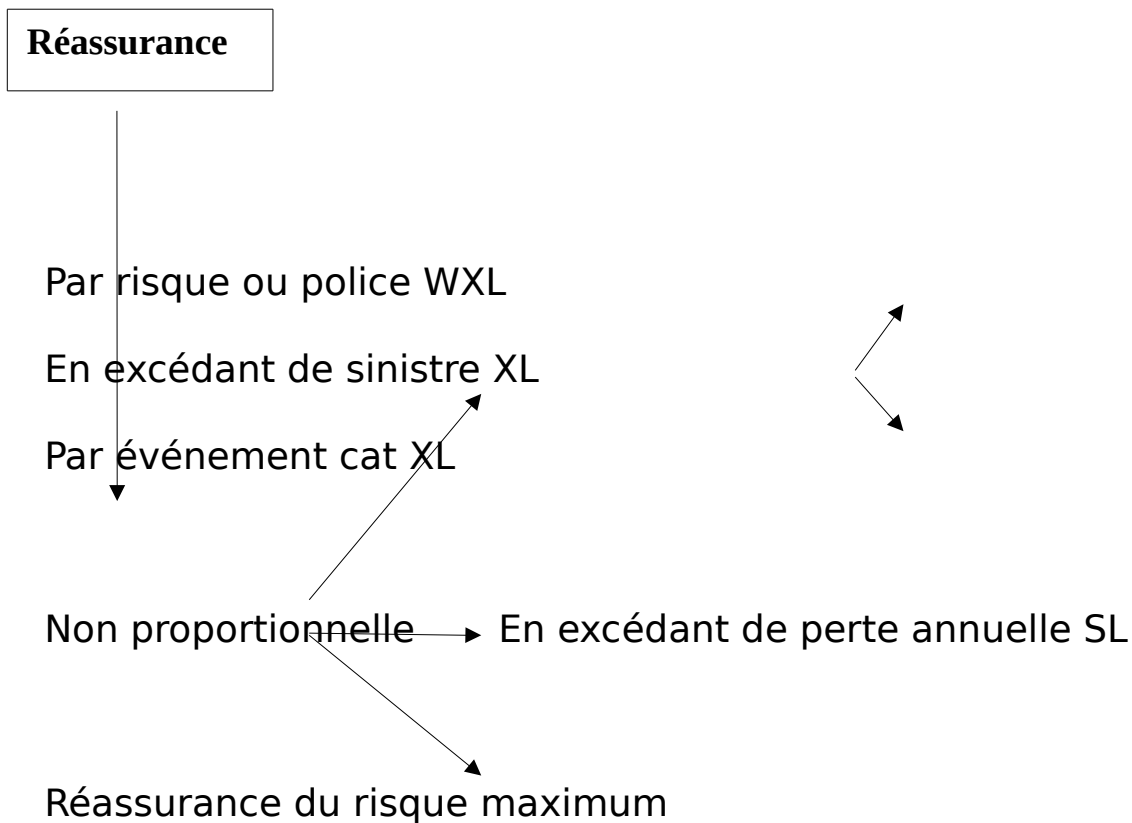 Réassurance
Par risque ou police WXL
En excédant de sinistre XL
Par événement cat XL
Non proportionnelle En excédant de perte annuelle SL
Réassurance du risque maximum